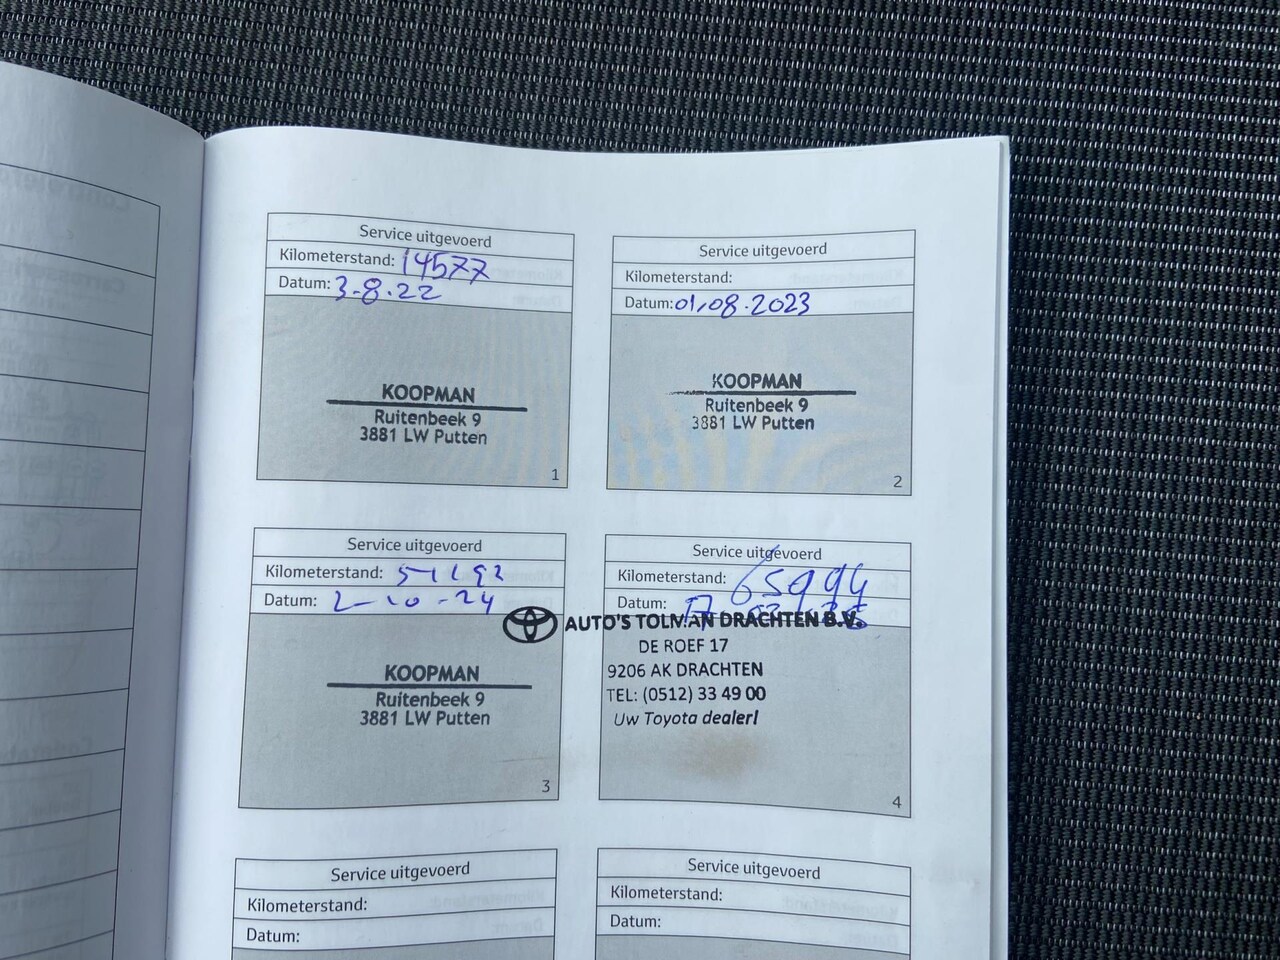 Service uitgevoerd
Kilometerstand: 14577
Datum: 3-8-22
KOOPMAN
Ruitenbeek 9
3881 LW Putten
1
Service uitgevoerd
Kilometerstand:
Datum: 01.08.2023
KOOPMAN
Ruitenbeek 9
3881 LW Putten
2
Service uitgevoerd
Kilometerstand:
Datum: 2-10-24
KOOPMAN
Ruitenbeek 9
3881 LW Putten
3
Service uitgevoerd
Kilometerstand: 65994
Datum:
AUTO'S TOLMAN DRACHTEN B.V.
DE ROEF 17
9206 AK DRACHTEN
TEL: (0512) 33 49 00
Uw Toyota dealer!
4
Service uitgevoerd
Kilometerstand:
Datum:
Service uitgevoerd
Kilometerstand:
Datum: